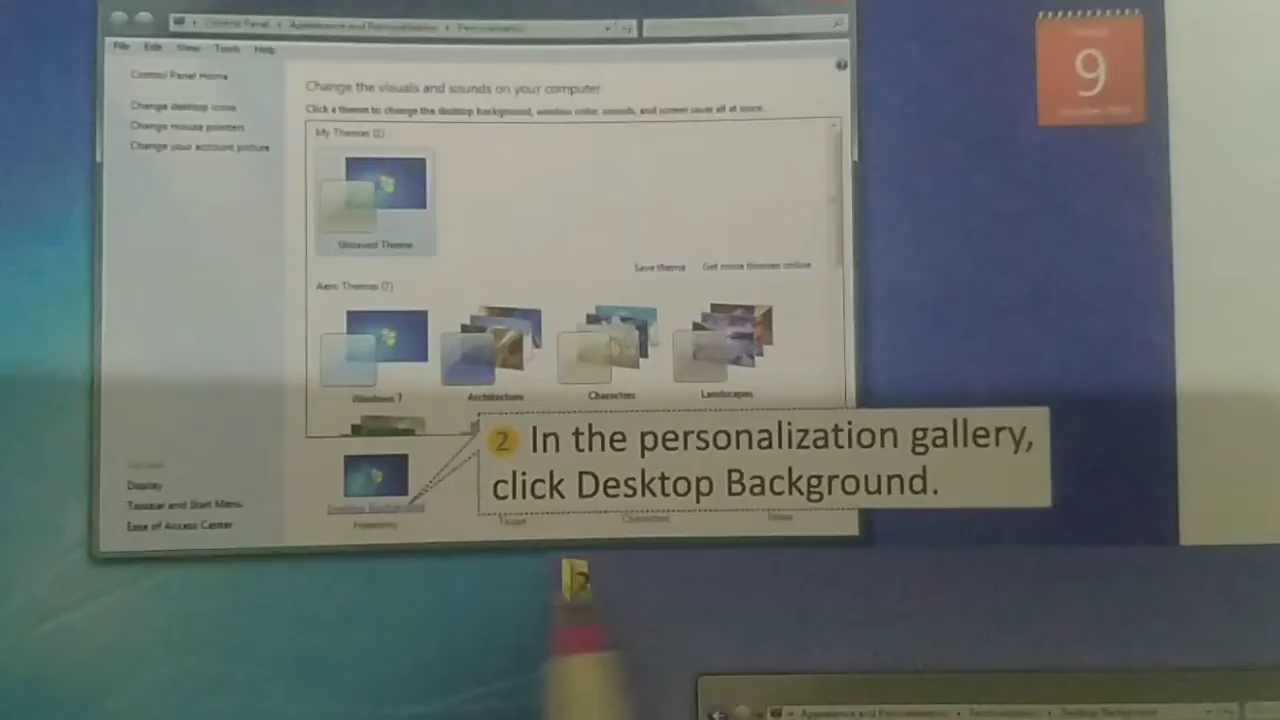 Control Panel ▸ Appearance and Personalization ▸ Personalization
File Edit View Tools Help
Control Panel Home
Change desktop icons
Change mouse pointers
Change your account picture
Change the visuals and sounds on your computer
Click a theme to change the desktop background, window color, sounds, and screen saver all at once.
My Themes (1)
Unsaved Theme
Save theme Get more themes online
Aero Themes (7)
Windows 7 Architecture Characters Landscapes
2 In the personalization gallery,
click Desktop Background.
Display
Taskbar and Start Menu
Ease of Access Center
Desktop Background
Characters
9
2
Appearance and Personalization ▸ Personalization ▸ Desktop Background